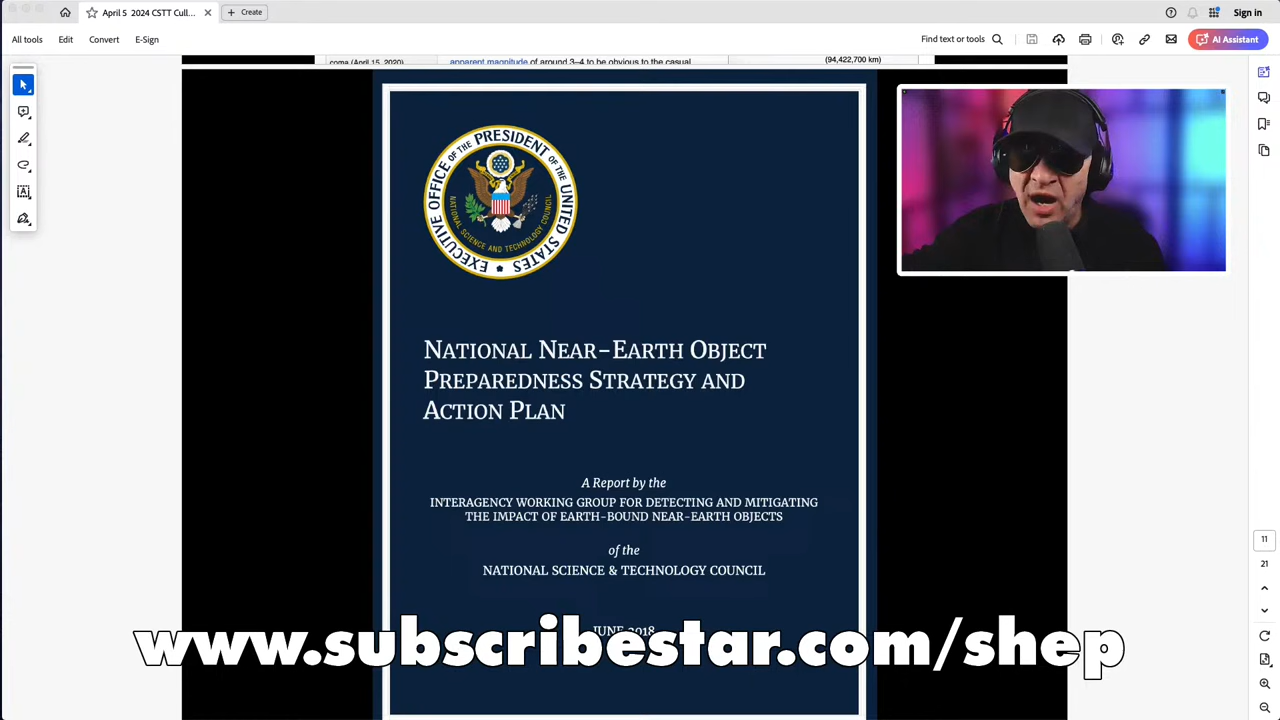 April 5 2024 CSTT Cull...
Create
Sign in
All tools
Edit
Convert
E-Sign
Find text or tools
AI Assistant
coma (April 15, 2020)
apparent magnitude of around 3–4 to be obvious to the casual
(94,422,700 km)
EXECUTIVE OFFICE OF THE PRESIDENT OF THE UNITED STATES
NATIONAL SCIENCE AND TECHNOLOGY COUNCIL
National Near–Earth Object
Preparedness Strategy and
Action Plan
A Report by the
INTERAGENCY WORKING GROUP FOR DETECTING AND MITIGATING
THE IMPACT OF EARTH-BOUND NEAR-EARTH OBJECTS
of the
NATIONAL SCIENCE & TECHNOLOGY COUNCIL
JUNE 2018
www.subscribestar.com/shep
11
21